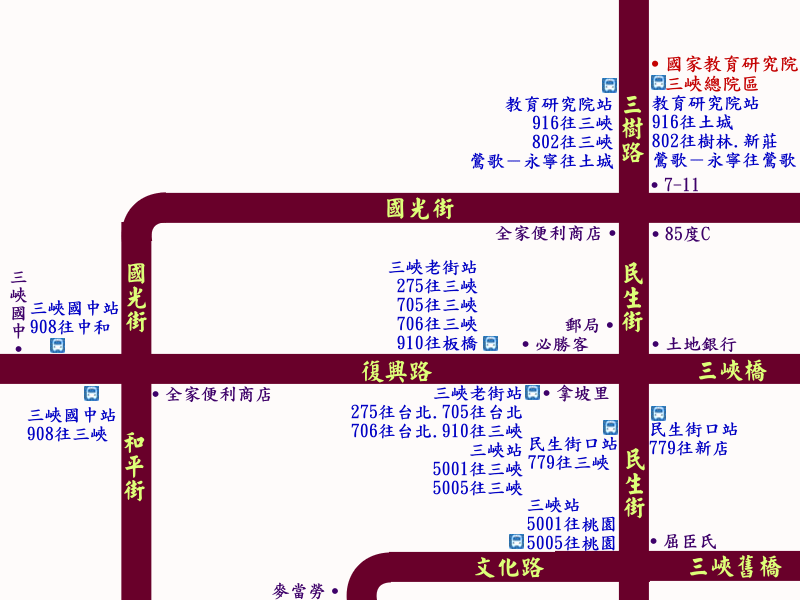 國家教育研究院
三峽總院區
教育研究院站
916往三峽
802往三峽
鶯歌－永寧往土城
三樹路
教育研究院站
916往土城
802往樹林.新莊
鶯歌－永寧往鶯歌
7-11
國光街
全家便利商店
85度C
三峽國中
三峽國中站
908往中和
國光街
三峽老街站
275往三峽
705往三峽
706往三峽
910往板橋
民生街
郵局
必勝客
土地銀行
復興路
三峽橋
三峽國中站
908往三峽
全家便利商店
和平街
三峽老街站
275往台北.705往台北
706往台北.910往三峽
三峽站
5001往三峽
5005往三峽
拿坡里
民生街口站
779往三峽
民生街
民生街口站
779往新店
三峽站
5001往桃園
5005往桃園
屈臣氏
文化路
三峽舊橋
麥當勞